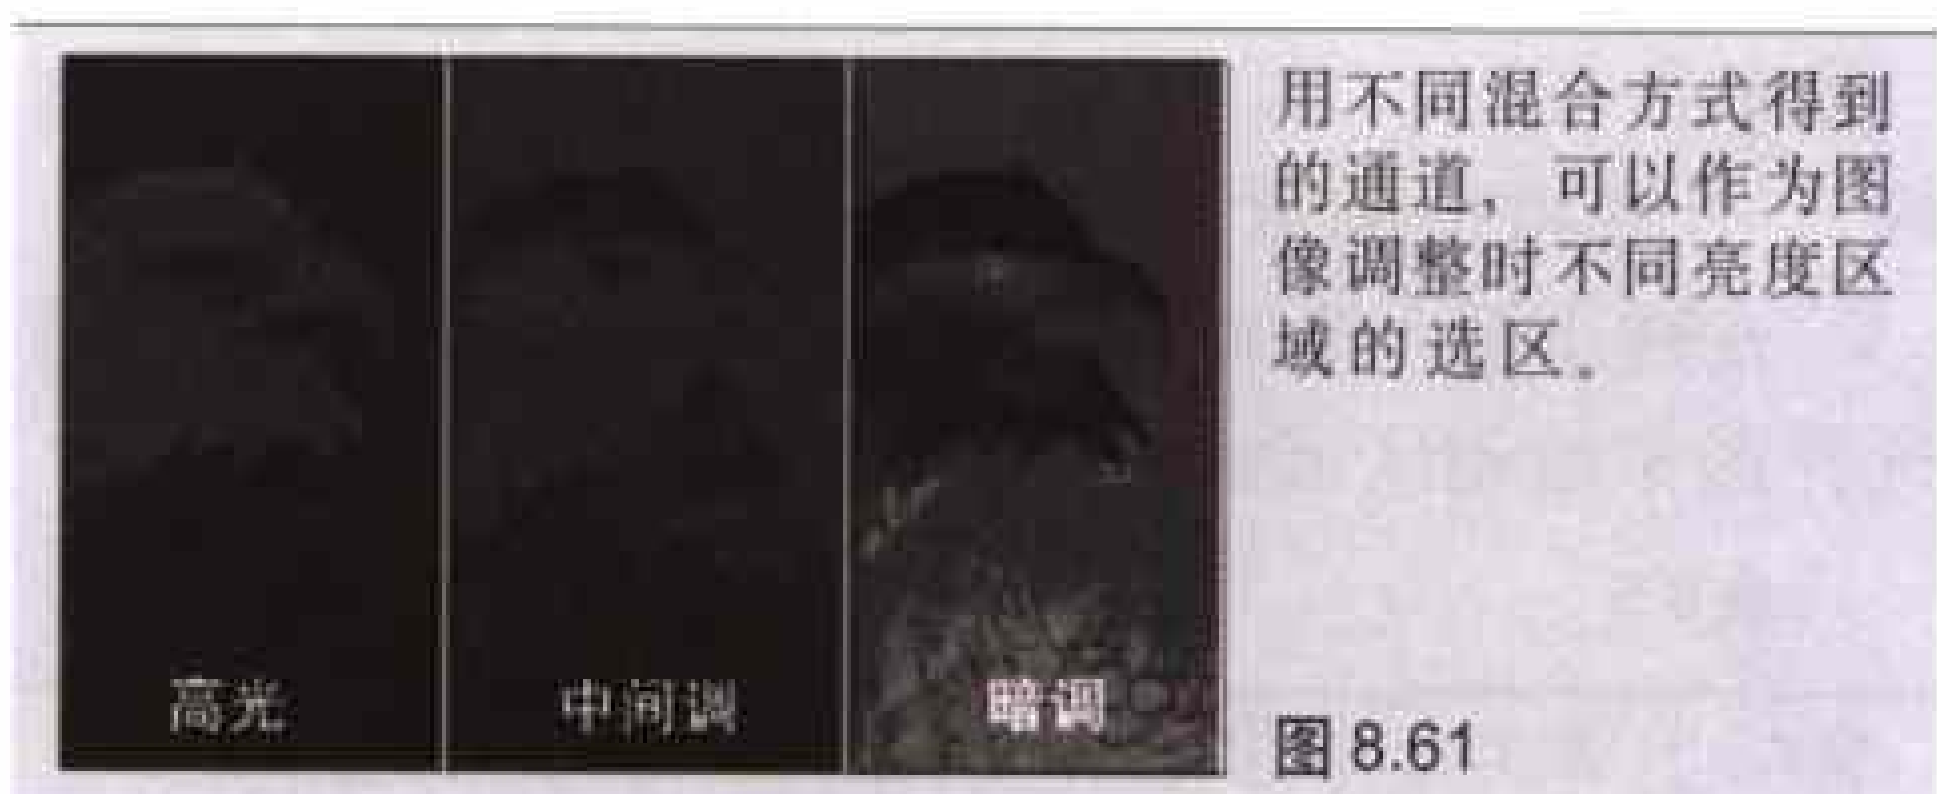 高光
中间调
暗调
用不同混合方式得到
的通道，可以作为图
像调整时不同亮度区
域的选区。
图 8.61